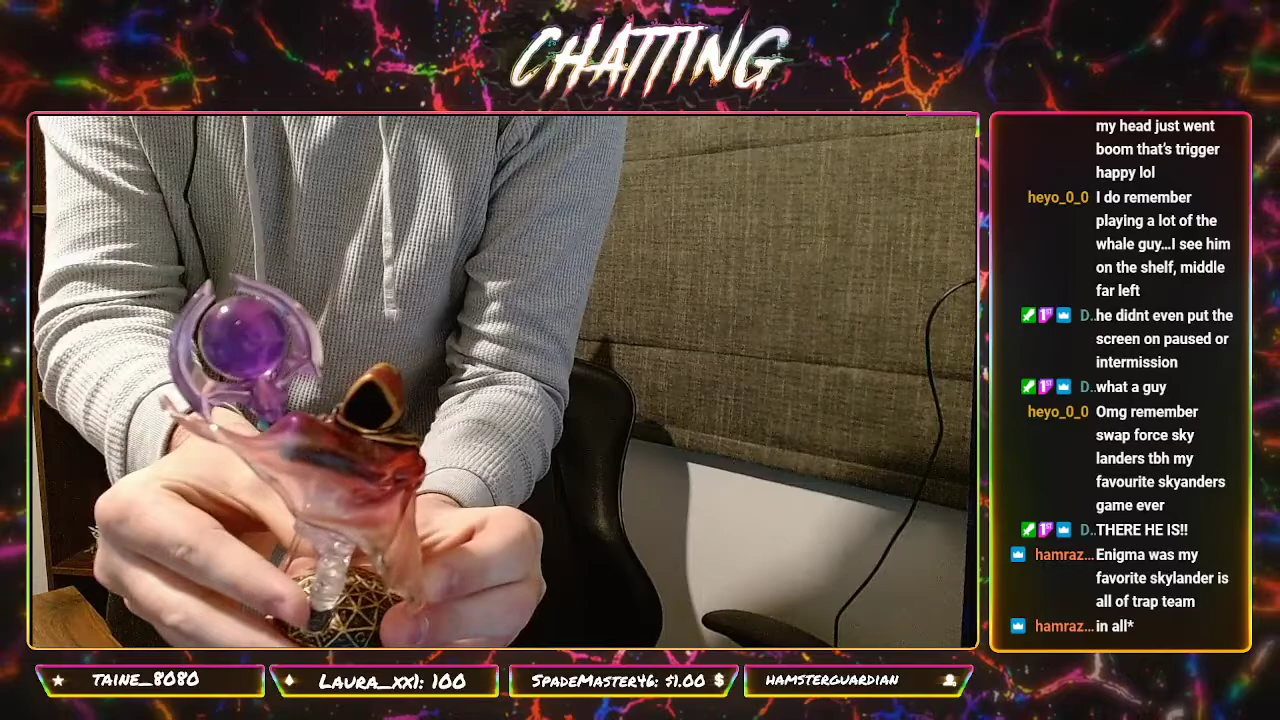 CHATTING
my head just went
boom that's trigger
happy lol
heyo_0_0 I do remember
playing a lot of the
whale guy...I see him
on the shelf, middle
far left
D.. he didnt even put the
screen on paused or
intermission
D.. what a guy
heyo_0_0 Omg remember
swap force sky
landers tbh my
favourite skyanders
game ever
D.. THERE HE IS!!
hamraz... Enigma was my
favorite skylander is
all of trap team
hamraz... in all*
taine_8080
Laura_xx1: 100
SpadeMaster46: $1.00 $
hamsterguardian